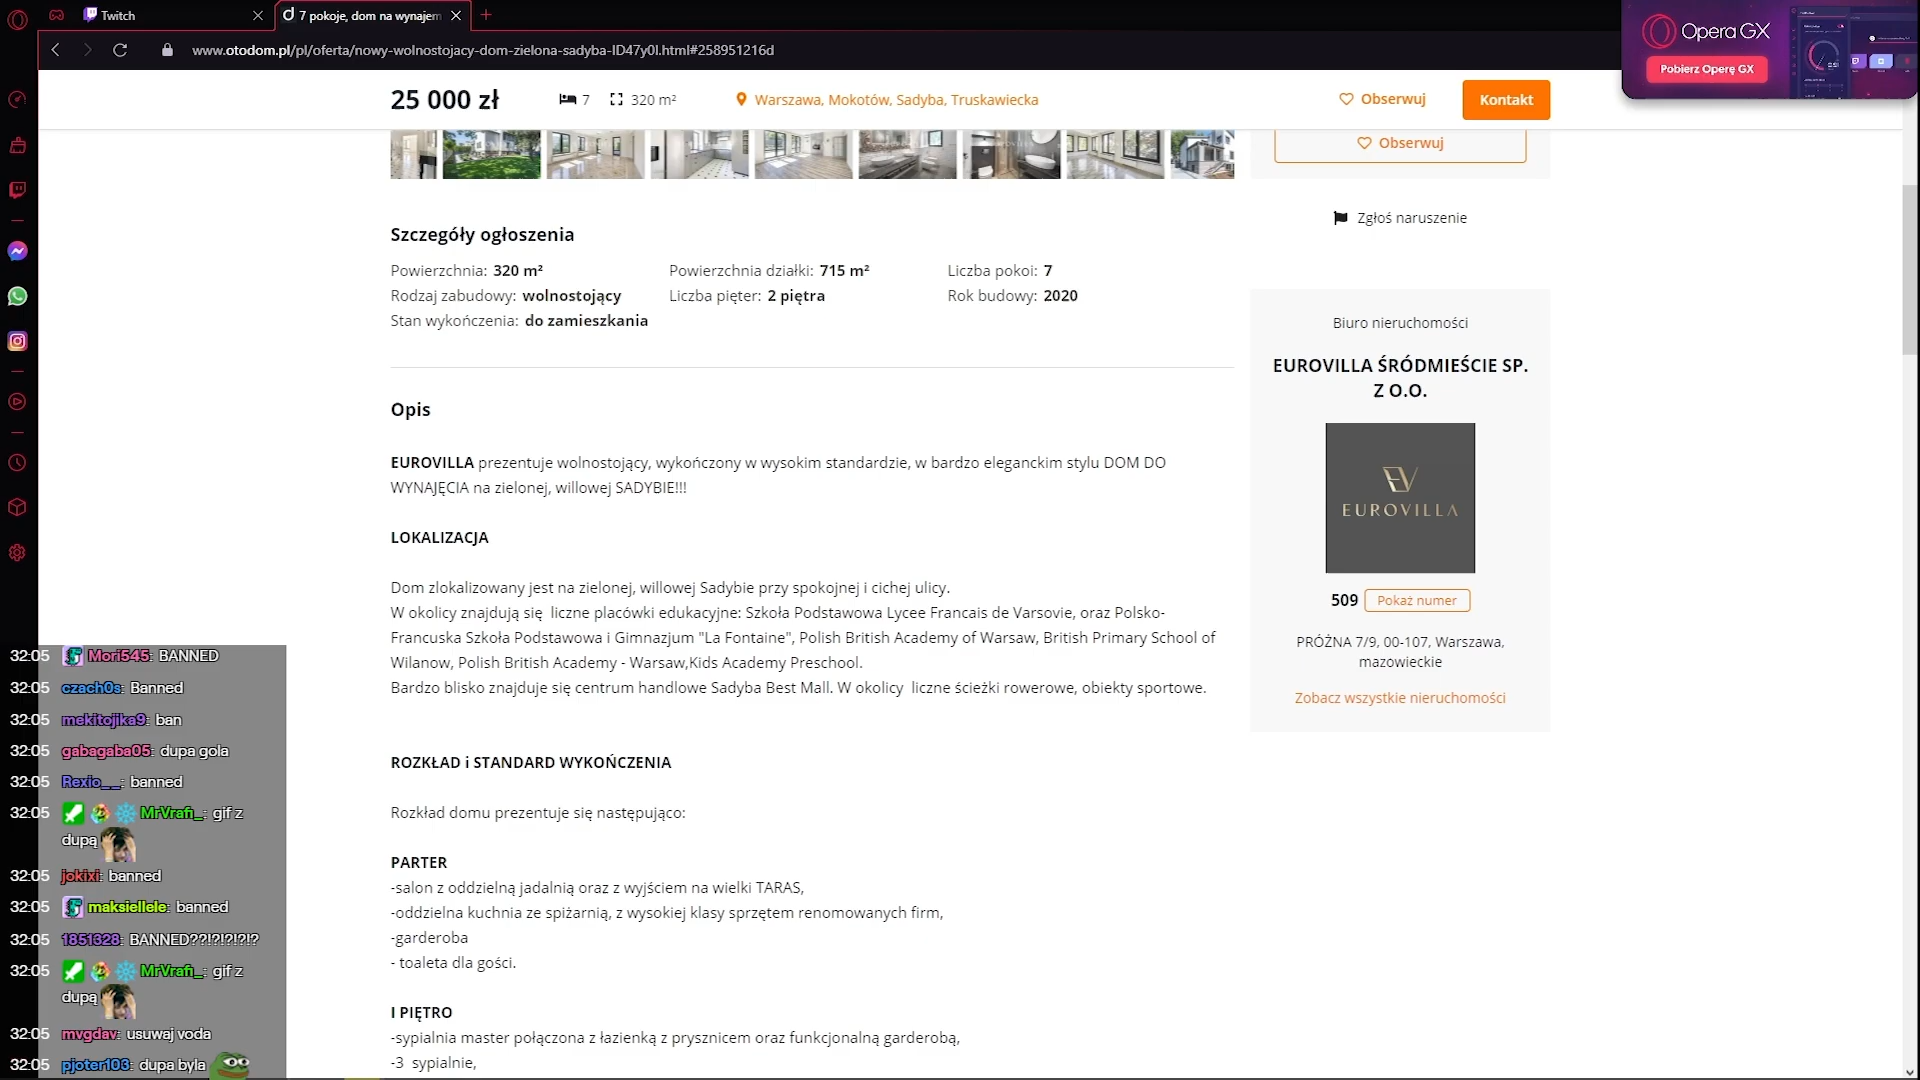 Twitch
7 pokoje, dom na wynajem
www.otodom.pl/pl/oferta/nowy-wolnostojacy-dom-zielona-sadyba-ID47y0l.html#258951216d
Opera GX
Pobierz Operę GX
25 000 zł
7
320 m²
Warszawa, Mokotów, Sadyba, Truskawiecka
Obserwuj
Kontakt
Obserwuj
Zgłoś naruszenie
Szczegóły ogłoszenia
Powierzchnia: 320 m²
Powierzchnia działki: 715 m²
Liczba pokoi: 7
Rodzaj zabudowy: wolnostojący
Liczba pięter: 2 piętra
Rok budowy: 2020
Stan wykończenia: do zamieszkania
Opis
EUROVILLA prezentuje wolnostojący, wykończony w wysokim standardzie, w bardzo eleganckim stylu DOM DO
WYNAJĘCIA na zielonej, willowej SADYBIE!!!
LOKALIZACJA
Dom zlokalizowany jest na zielonej, willowej Sadybie przy spokojnej i cichej ulicy.
W okolicy znajdują się liczne placówki edukacyjne: Szkoła Podstawowa Lycee Francais de Varsovie, oraz Polsko-
Francuska Szkoła Podstawowa i Gimnazjum "La Fontaine", Polish British Academy of Warsaw, British Primary School of
Wilanow, Polish British Academy - Warsaw,Kids Academy Preschool.
Bardzo blisko znajduje się centrum handlowe Sadyba Best Mall. W okolicy liczne ścieżki rowerowe, obiekty sportowe.
ROZKŁAD i STANDARD WYKOŃCZENIA
Rozkład domu prezentuje się następująco:
PARTER
-salon z oddzielną jadalnią oraz z wyjściem na wielki TARAS,
-oddzielna kuchnia ze spiżarnią, z wysokiej klasy sprzętem renomowanych firm,
-garderoba
- toaleta dla gości.
I PIĘTRO
-sypialnia master połączona z łazienką z prysznicem oraz funkcjonalną garderobą,
-3 sypialnie,
Biuro nieruchomości
EUROVILLA ŚRÓDMIEŚCIE SP.
Z O.O.
EV
EUROVILLA
509 Pokaż numer
PRÓŻNA 7/9, 00-107, Warszawa,
mazowieckie
Zobacz wszystkie nieruchomości
32:05 Mori545: BANNED
32:05 czach0s: Banned
32:05 mekitojika9: ban
32:05 gabagaba05: dupa gola
32:05 Rexio__: banned
32:05 MrVrafi_: gif z
dupą
32:05 jokixi: banned
32:05 maksiellele: banned
32:05 1851328: BANNED??!?!?!?!?
32:05 MrVrafi_: gif z
dupą
32:05 mvgdav: usuwaj voda
32:05 pjoter103: dupa byla